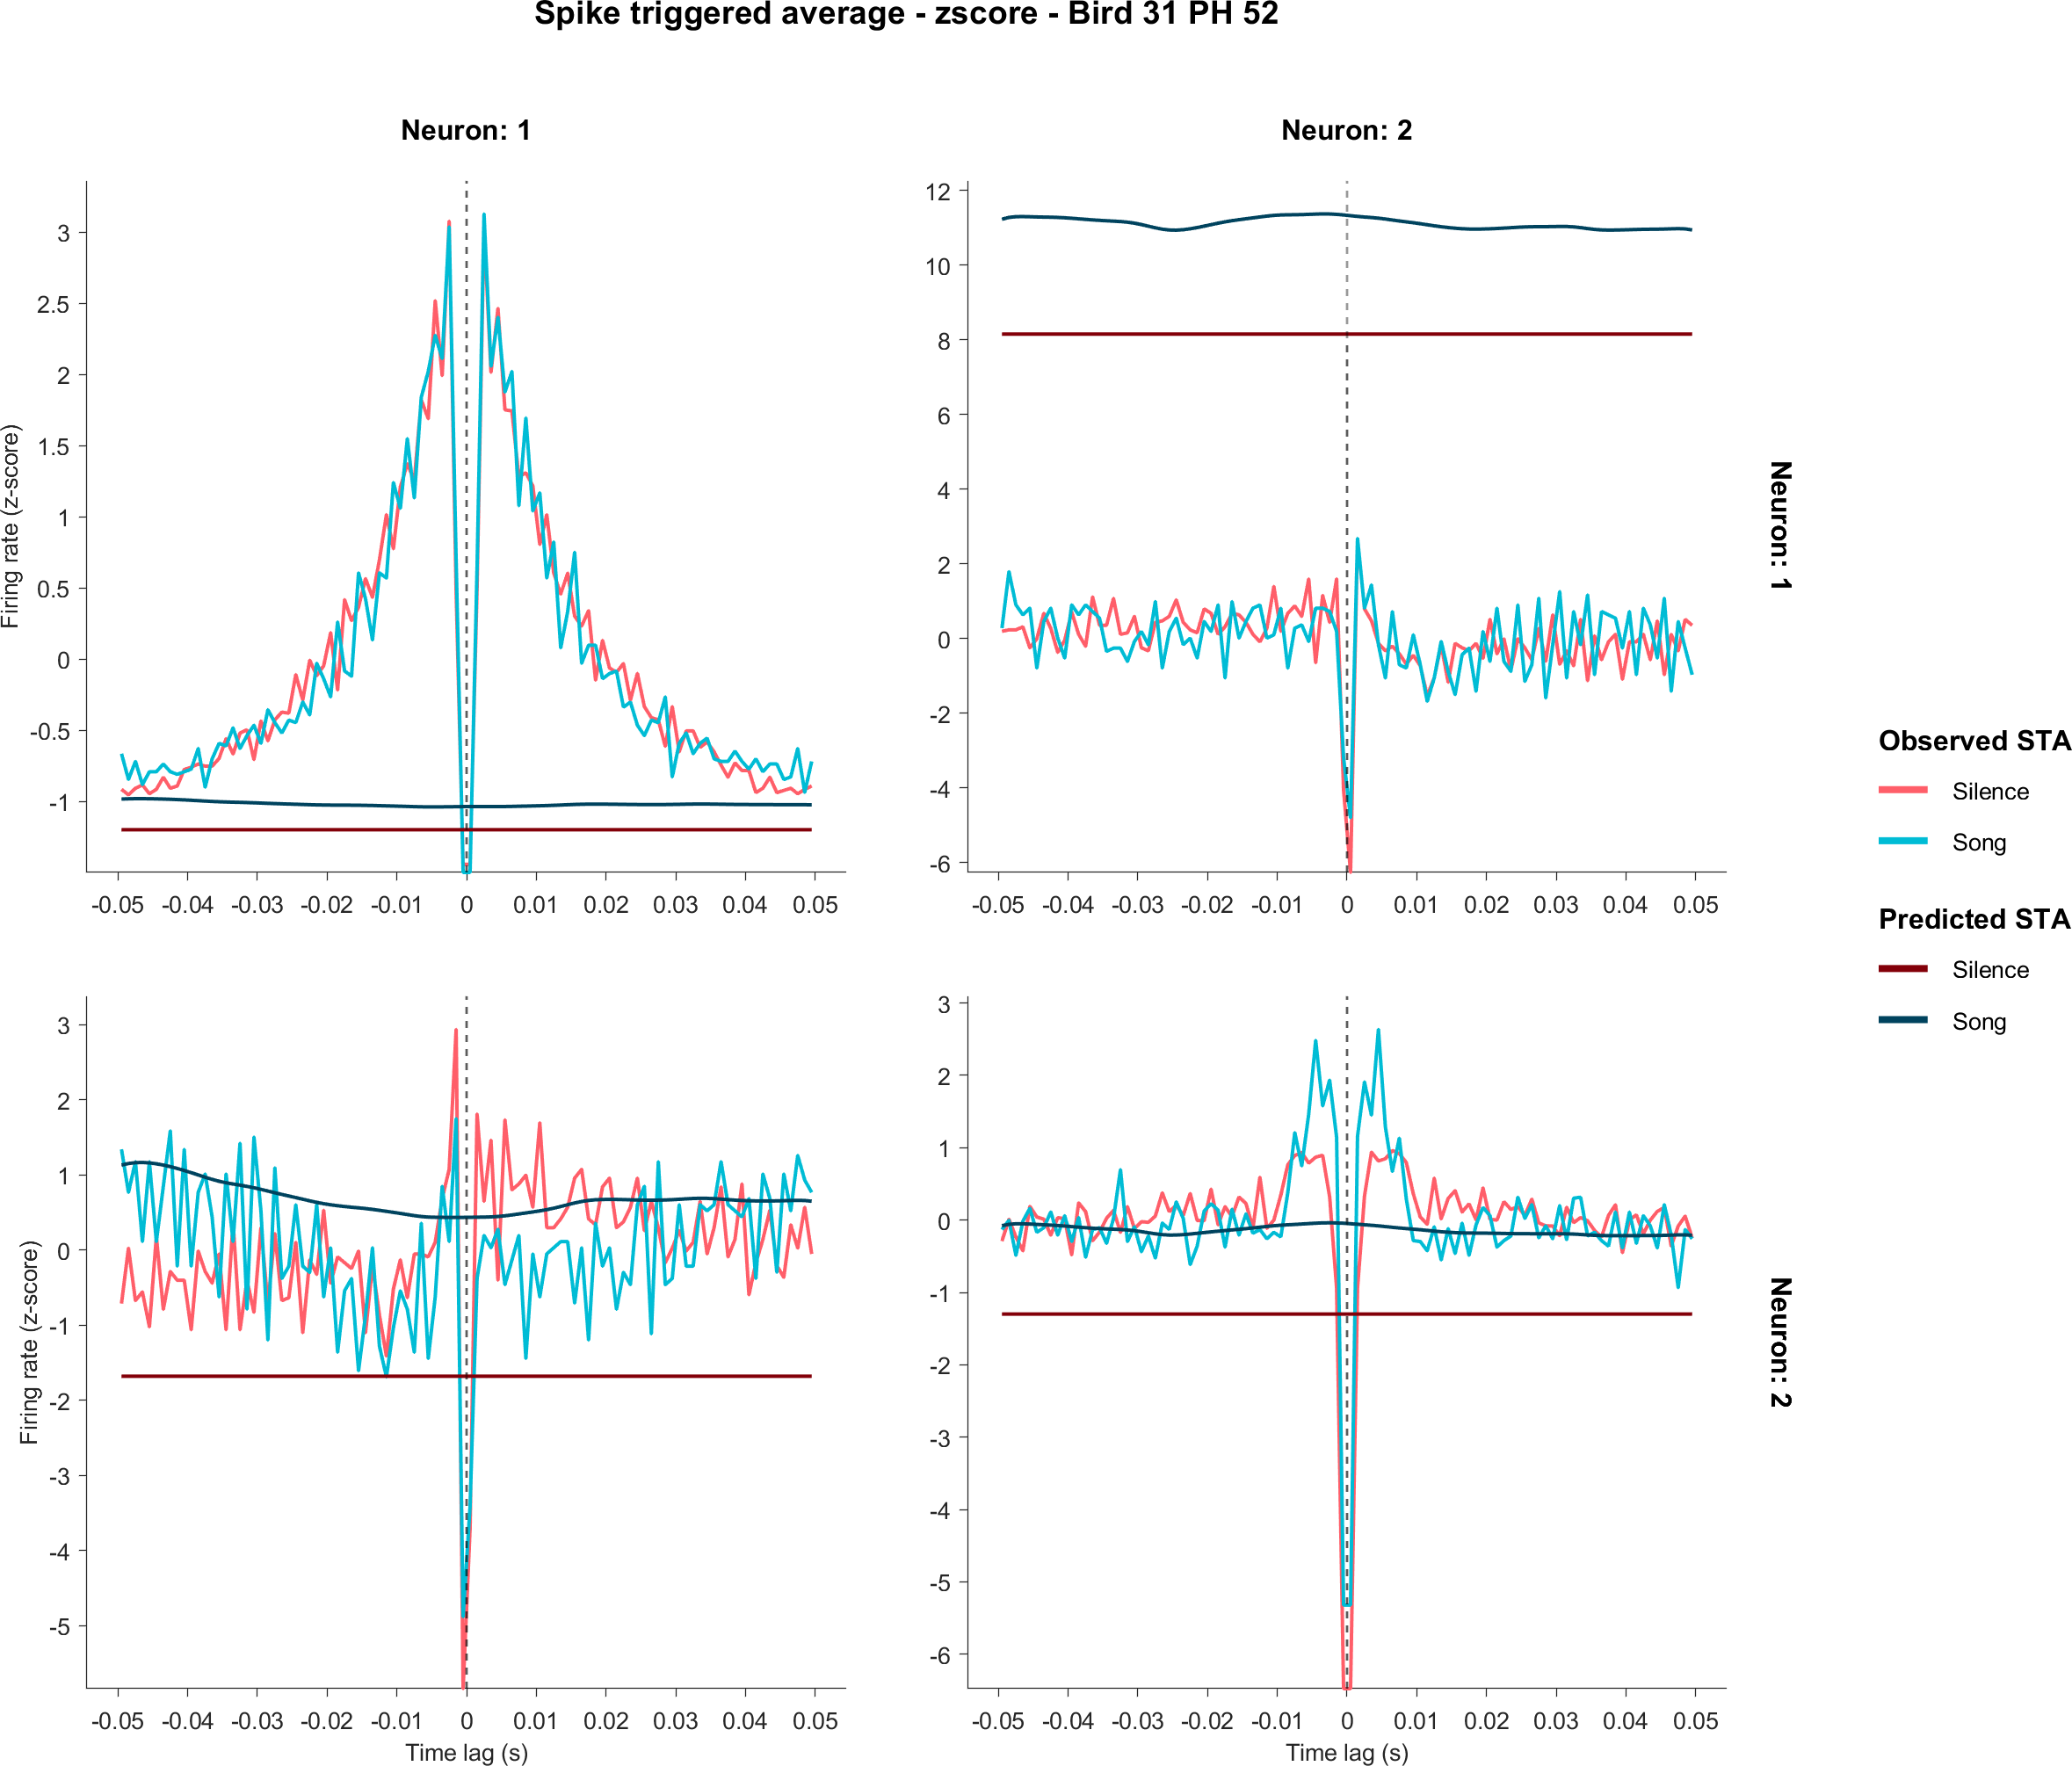 Spike triggered average - zscore - Bird 31 PH 52
Neuron: 1
Neuron: 2
Firing rate (z-score)
3
2.5
2
1.5
1
0.5
0
-0.5
-1
-0.05 -0.04 -0.03 -0.02 -0.01 0 0.01 0.02 0.03 0.04 0.05
12
10
8
6
4
2
0
-2
-4
-6
-0.05 -0.04 -0.03 -0.02 -0.01 0 0.01 0.02 0.03 0.04 0.05
Neuron: 1
Firing rate (z-score)
3
2
1
0
-1
-2
-3
-4
-5
-0.05 -0.04 -0.03 -0.02 -0.01 0 0.01 0.02 0.03 0.04 0.05
Time lag (s)
3
2
1
0
-1
-2
-3
-4
-5
-6
-0.05 -0.04 -0.03 -0.02 -0.01 0 0.01 0.02 0.03 0.04 0.05
Time lag (s)
Neuron: 2
Observed STA
Silence
Song
Predicted STA
Silence
Song